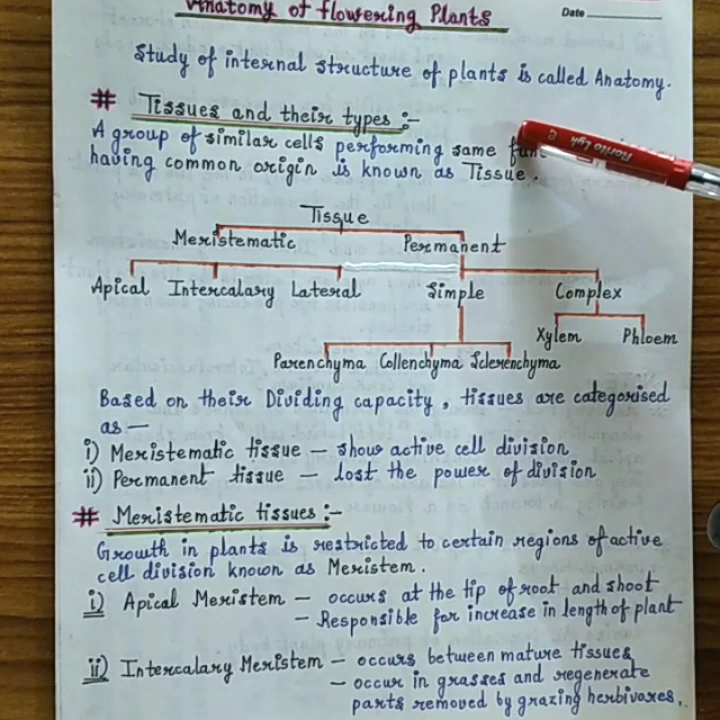 Anatomy of flowering Plants
Date
Study of internal structure of plants is called Anatomy.
# Tissues and their types :-
A group of similar cells performing same
having common origin is known as Tissue.
Tissue
Meristematic Permanent
Apical Intercalary Lateral Simple Complex
Xylem Phloem
Parenchyma Collenchyma Sclerenchyma
Based on their Dividing capacity, tissues are categorised
as —
i) Meristematic tissue — show active cell division
ii) Permanent tissue — lost the power of division
# Meristematic tissues :-
Growth in plants is restricted to certain regions of active
cell division known as Meristem.
i) Apical Meristem — occurs at the tip of root and shoot
— Responsible for increase in length of plant
ii) Intercalary Meristem — occurs between mature tissues
— occur in grasses and regenerate
parts removed by grazing herbivores.